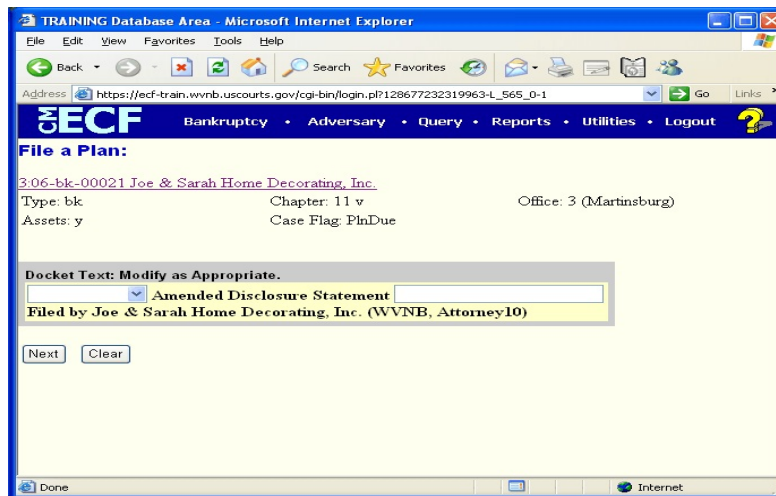 TRAINING Database Area - Microsoft Internet Explorer
File Edit View Favorites Tools Help
Back Search Favorites
Address https://ecf-train.wvnb.uscourts.gov/cgi-bin/login.pl?128677232319963-L_565_0-1 Go Links »
CM ECF Bankruptcy • Adversary • Query • Reports • Utilities • Logout ?
File a Plan:
3:06-bk-00021 Joe & Sarah Home Decorating, Inc.
Type: bk Chapter: 11 v Office: 3 (Martinsburg)
Assets: y Case Flag: PlnDue
Docket Text: Modify as Appropriate.
Amended Disclosure Statement
Filed by Joe & Sarah Home Decorating, Inc. (WVNB, Attorney10)
Next Clear
Done Internet